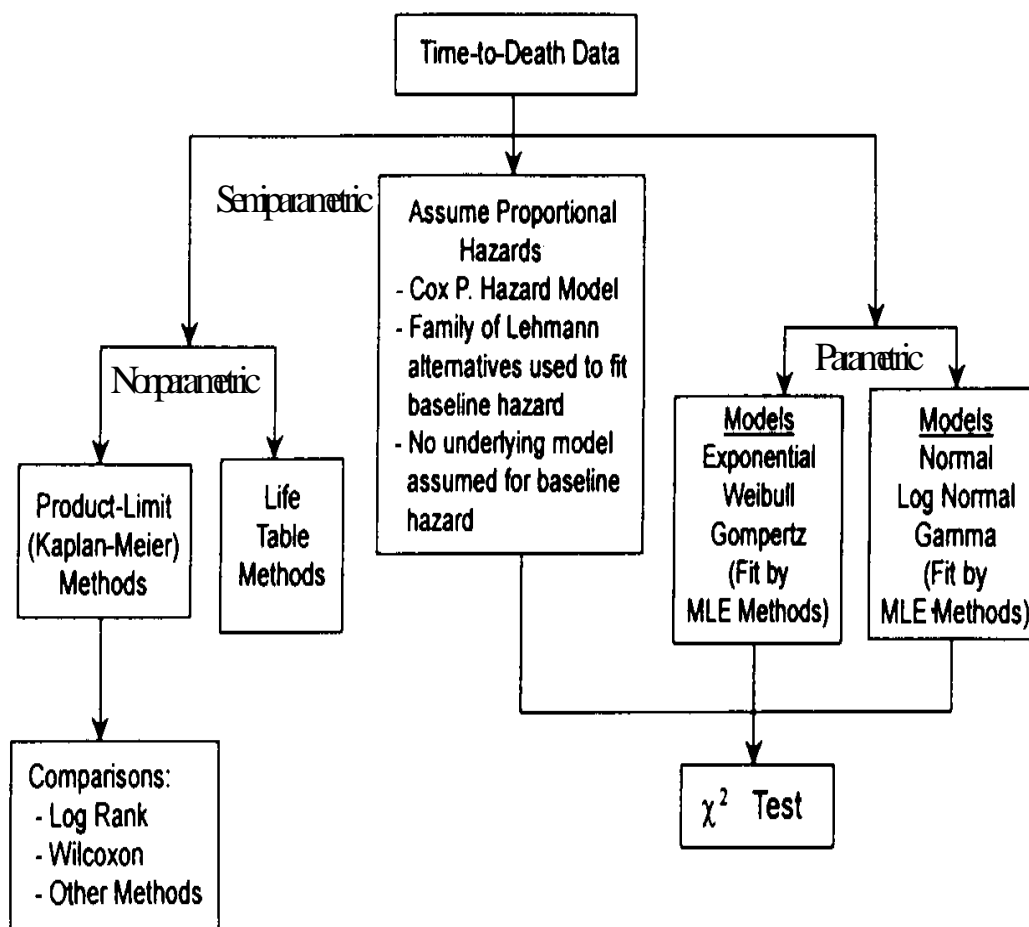 Time-to-Death Data
Semiparametric
Assume Proportional
Hazards
- Cox P. Hazard Model
- Family of Lehmann
alternatives used to fit
baseline hazard
- No underlying model
assumed for baseline
hazard
Nonparametric
Parametric
Product-Limit
(Kaplan-Meier)
Methods
Life
Table
Methods
Models
Exponential
Weibull
Gompertz
(Fit by
MLE Methods)
Models
Normal
Log Normal
Gamma
(Fit by
MLE Methods)
Comparisons:
- Log Rank
- Wilcoxon
- Other Methods
χ² Test